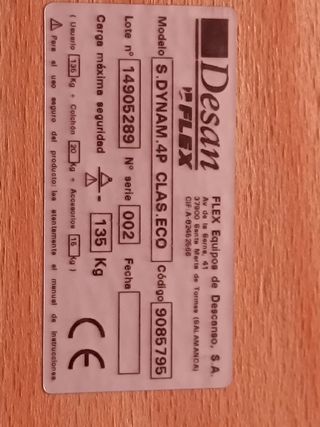 Desan
FLEX
FLEX Equipos de Descanso, S.A.
Av de la Serna, 41
37900 Santa Marta de Tormes (SALAMANCA)
CIF:A-82462566
Modelo S.DYNAM.4P CLAS.ECO Código 9085795
Lote nº 14905289 Nº serie 002 Fecha
Carga máxima seguridad = 135 Kg
( Usuario 135 Kg + Colchón 20 Kg + Accesorios 15 Kg )
Para el uso seguro del producto: lea atentamente el manual de instrucciones
CE